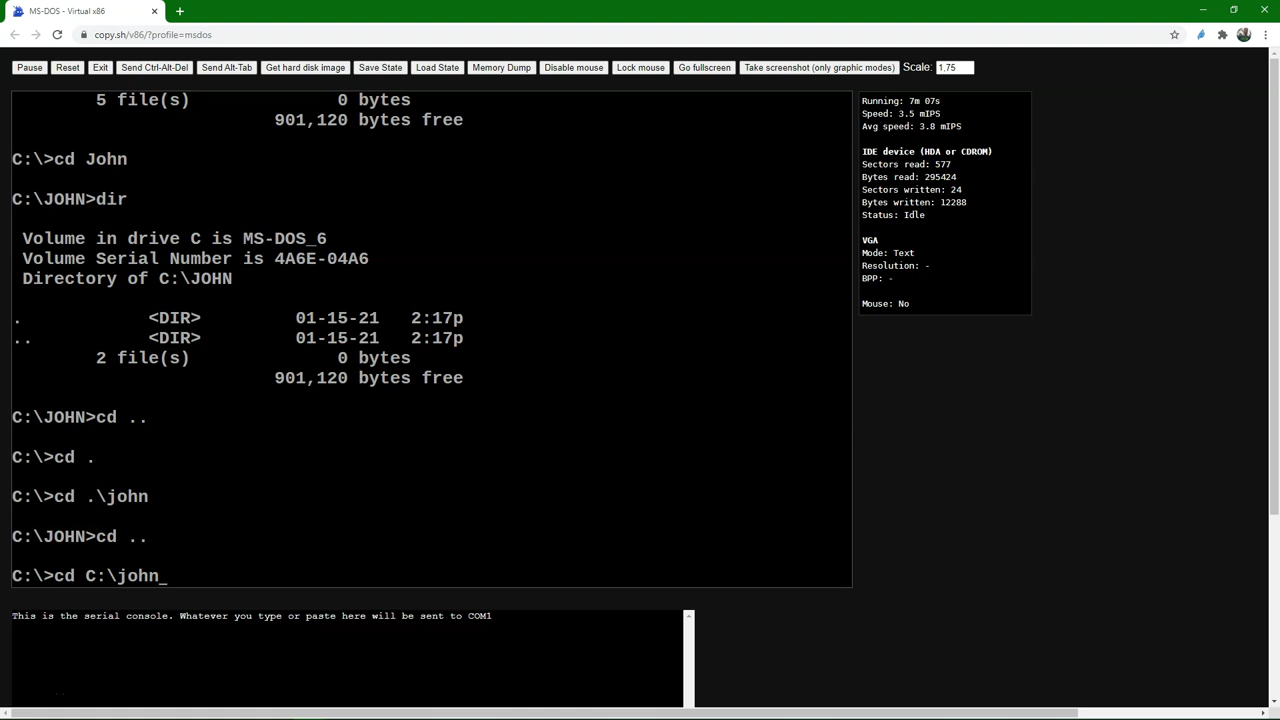 MS-DOS - Virtual x86
copy.sh/v86/?profile=msdos
Pause Reset Exit Send Ctrl-Alt-Del Send Alt-Tab Get hard disk image Save State Load State Memory Dump Disable mouse Lock mouse Go fullscreen Take screenshot (only graphic modes) Scale: 1,75
5 file(s) 0 bytes
901,120 bytes free
C:\>cd John
C:\JOHN>dir
Volume in drive C is MS-DOS_6
Volume Serial Number is 4A6E-04A6
Directory of C:\JOHN
. <DIR> 01-15-21 2:17p
.. <DIR> 01-15-21 2:17p
2 file(s) 0 bytes
901,120 bytes free
C:\JOHN>cd ..
C:\>cd .
C:\>cd .\john
C:\JOHN>cd ..
C:\>cd C:\john_
Running: 7m 07s
Speed: 3.5 mIPS
Avg speed: 3.8 mIPS
IDE device (HDA or CDROM)
Sectors read: 577
Bytes read: 295424
Sectors written: 24
Bytes written: 12288
Status: Idle
VGA
Mode: Text
Resolution: -
BPP: -
Mouse: No
This is the serial console. Whatever you type or paste here will be sent to COM1